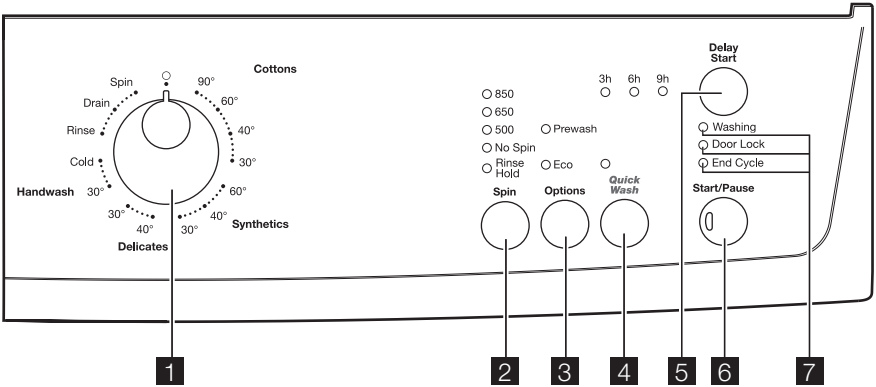 Cottons
Spin
Drain
Rinse
Cold
Handwash
30°
30°
40°
Delicates
90°
60°
40°
30°
60°
40°
30°
Synthetics
850
650
500
No Spin
Rinse
Hold
Spin
Prewash
Eco
Options
Quick
Wash
3h 6h 9h
Delay
Start
Washing
Door Lock
End Cycle
Start/Pause
1 2 3 4 5 6 7